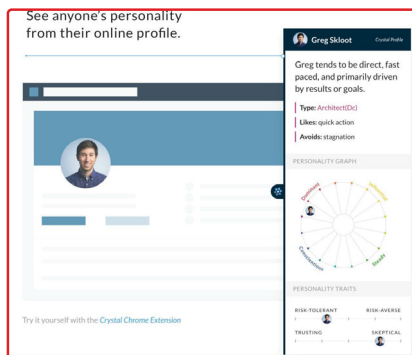 See anyone's personality
from their online profile.
Try it yourself with the Crystal Chrome Extension
Greg Skloot Crystal Profile
Greg tends to be direct, fast
paced, and primarily driven
by results or goals.
Type: Architect(Dc)
Likes: quick action
Avoids: stagnation
PERSONALITY GRAPH
Dominant
Influential
Conscientious
Steady
PERSONALITY TRAITS
RISK-TOLERANT RISK-AVERSE
TRUSTING SKEPTICAL